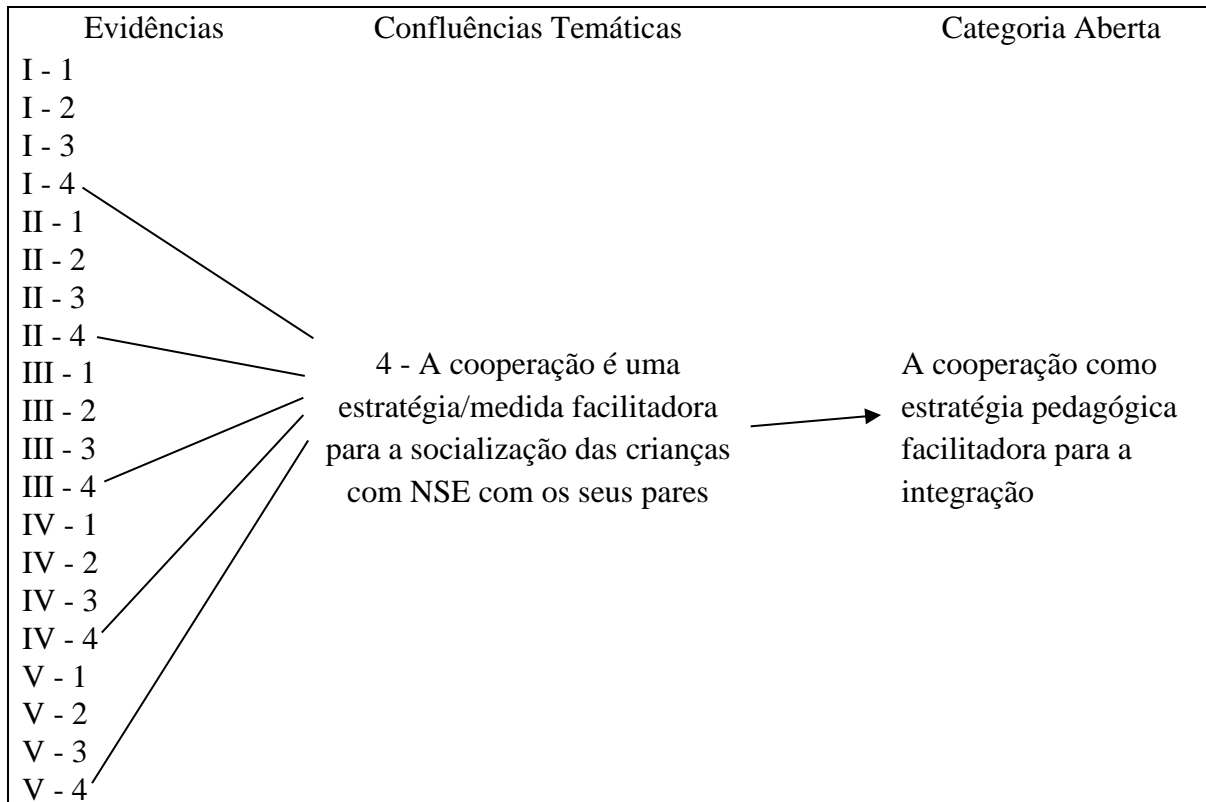 Evidências Confluências Temáticas Categoria Aberta
I - 1
I - 2
I - 3
I - 4
II - 1
II - 2
II - 3
II - 4
III - 1
III - 2
III - 3
III - 4
IV - 1
IV - 2
IV - 3
IV - 4
V - 1
V - 2
V - 3
V - 4
4 - A cooperação é uma
estratégia/medida facilitadora
para a socialização das crianças
com NSE com os seus pares
A cooperação como
estratégia pedagógica
facilitadora para a
integração